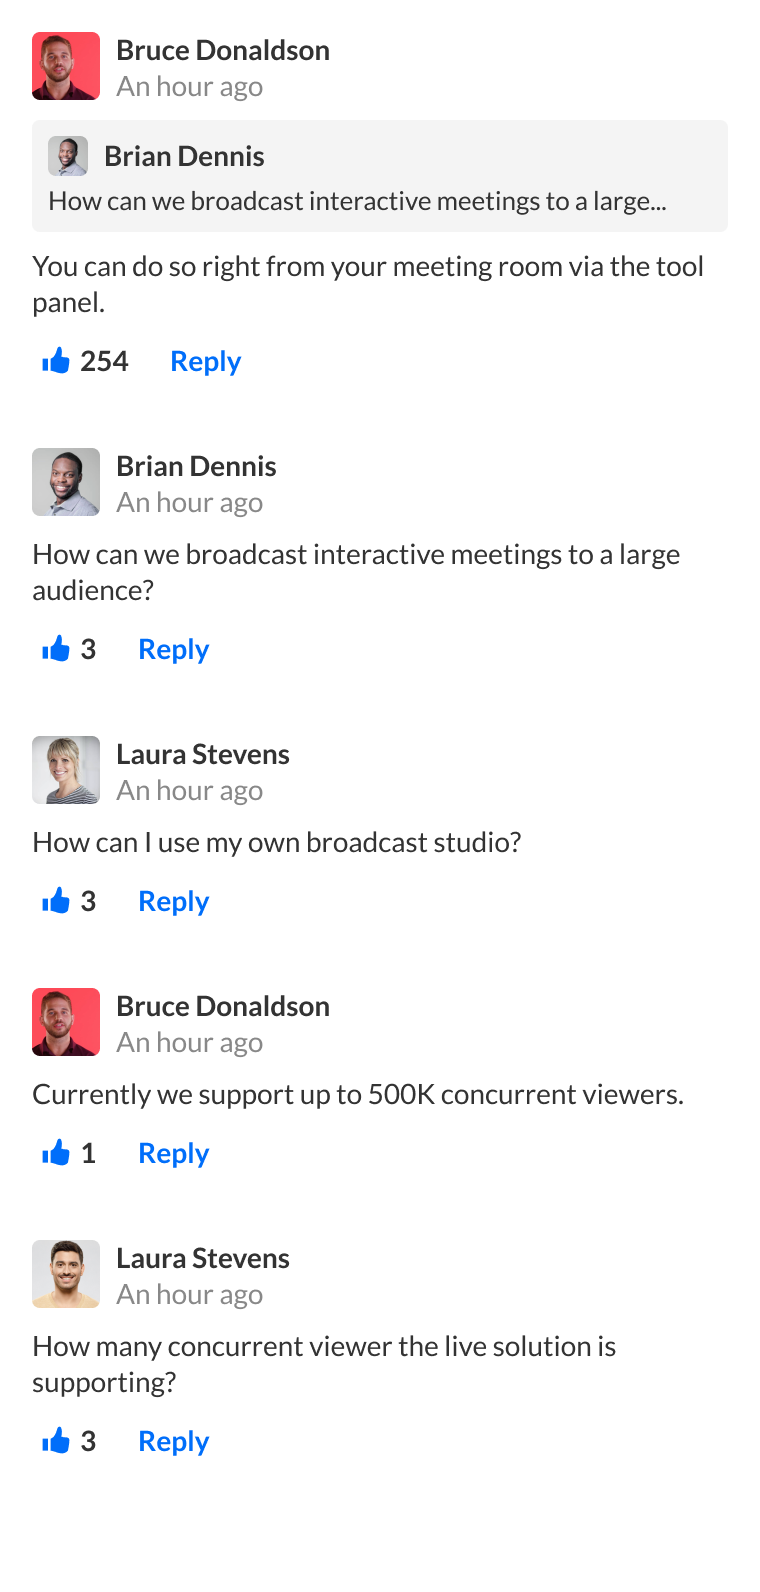 Bruce Donaldson
An hour ago
Brian Dennis
How can we broadcast interactive meetings to a large...
You can do so right from your meeting room via the tool
panel.
254 Reply
Brian Dennis
An hour ago
How can we broadcast interactive meetings to a large
audience?
3 Reply
Laura Stevens
An hour ago
How can I use my own broadcast studio?
3 Reply
Bruce Donaldson
An hour ago
Currently we support up to 500K concurrent viewers.
1 Reply
Laura Stevens
An hour ago
How many concurrent viewer the live solution is
supporting?
3 Reply